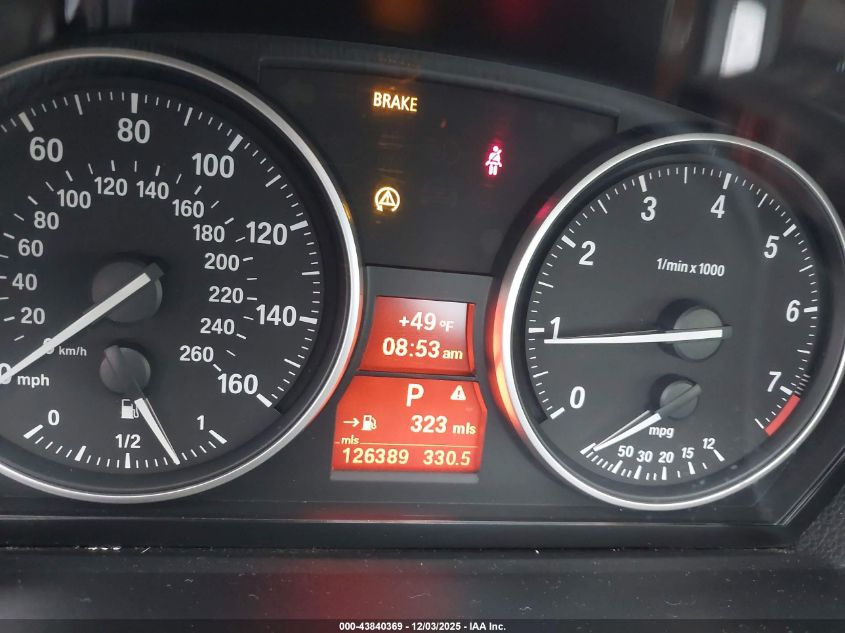 BRAKE
20 40 60 80 100 120 140 160 180 200 220 240 260
km/h
60 80 100 120 140 160
mph
0 1/2 1
+49 °F
08:53 am
P
323 mls
mls
126389 330.5
0 1 2 3 4 5 6 7
1/min x 1000
mpg
50 30 20 15 12
000-43840369 - 12/03/2025 - IAA Inc.